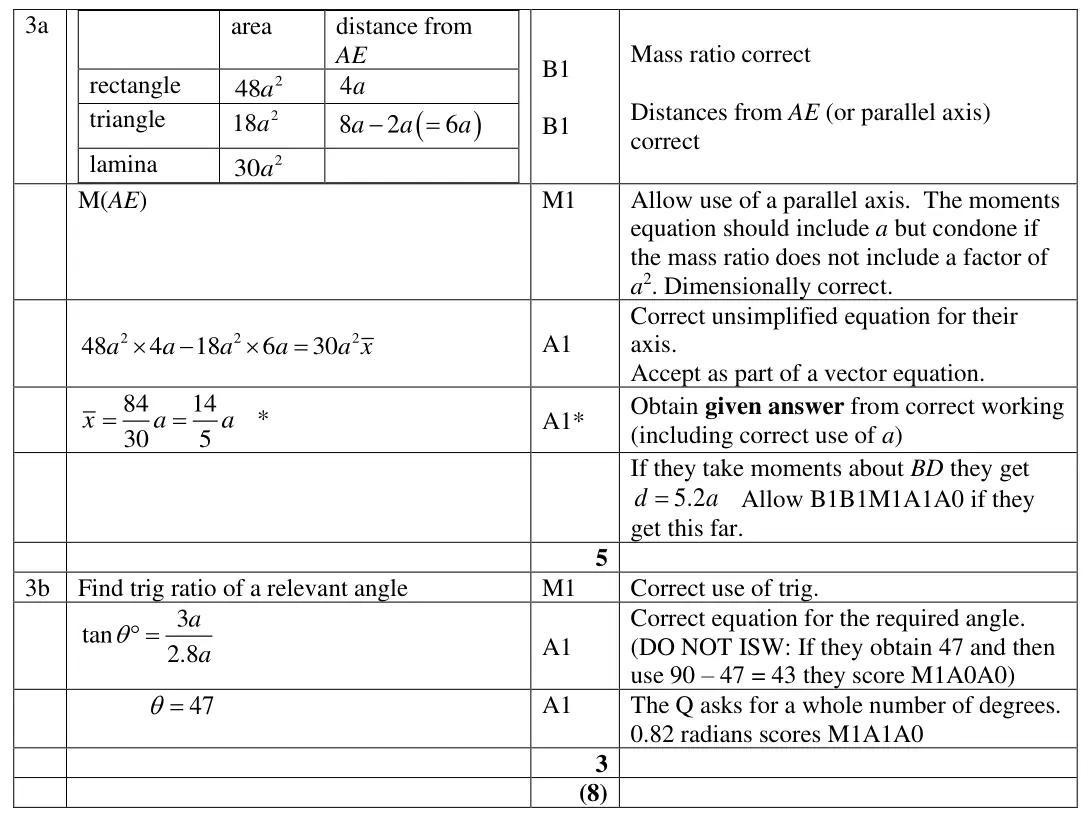 3a
area distance from
AE
rectangle 48a² 4a
triangle 18a² 8a − 2a(= 6a)
lamina 30a²
B1
B1
Mass ratio correct
Distances from AE (or parallel axis)
correct
M(AE) M1 Allow use of a parallel axis. The moments
equation should include a but condone if
the mass ratio does not include a factor of
a². Dimensionally correct.
48a² × 4a − 18a² × 6a = 30a²x̅ A1 Correct unsimplified equation for their
axis.
Accept as part of a vector equation.
x̅ = 84/30 a = 14/5 a * A1* Obtain given answer from correct working
(including correct use of a)
If they take moments about BD they get
d = 5.2a Allow B1B1M1A1A0 if they
get this far.
5
3b Find trig ratio of a relevant angle M1 Correct use of trig.
tan θ° = 3a/2.8a A1 Correct equation for the required angle.
(DO NOT ISW: If they obtain 47 and then
use 90 – 47 = 43 they score M1A0A0)
θ = 47 A1 The Q asks for a whole number of degrees.
0.82 radians scores M1A1A0
3
(8)